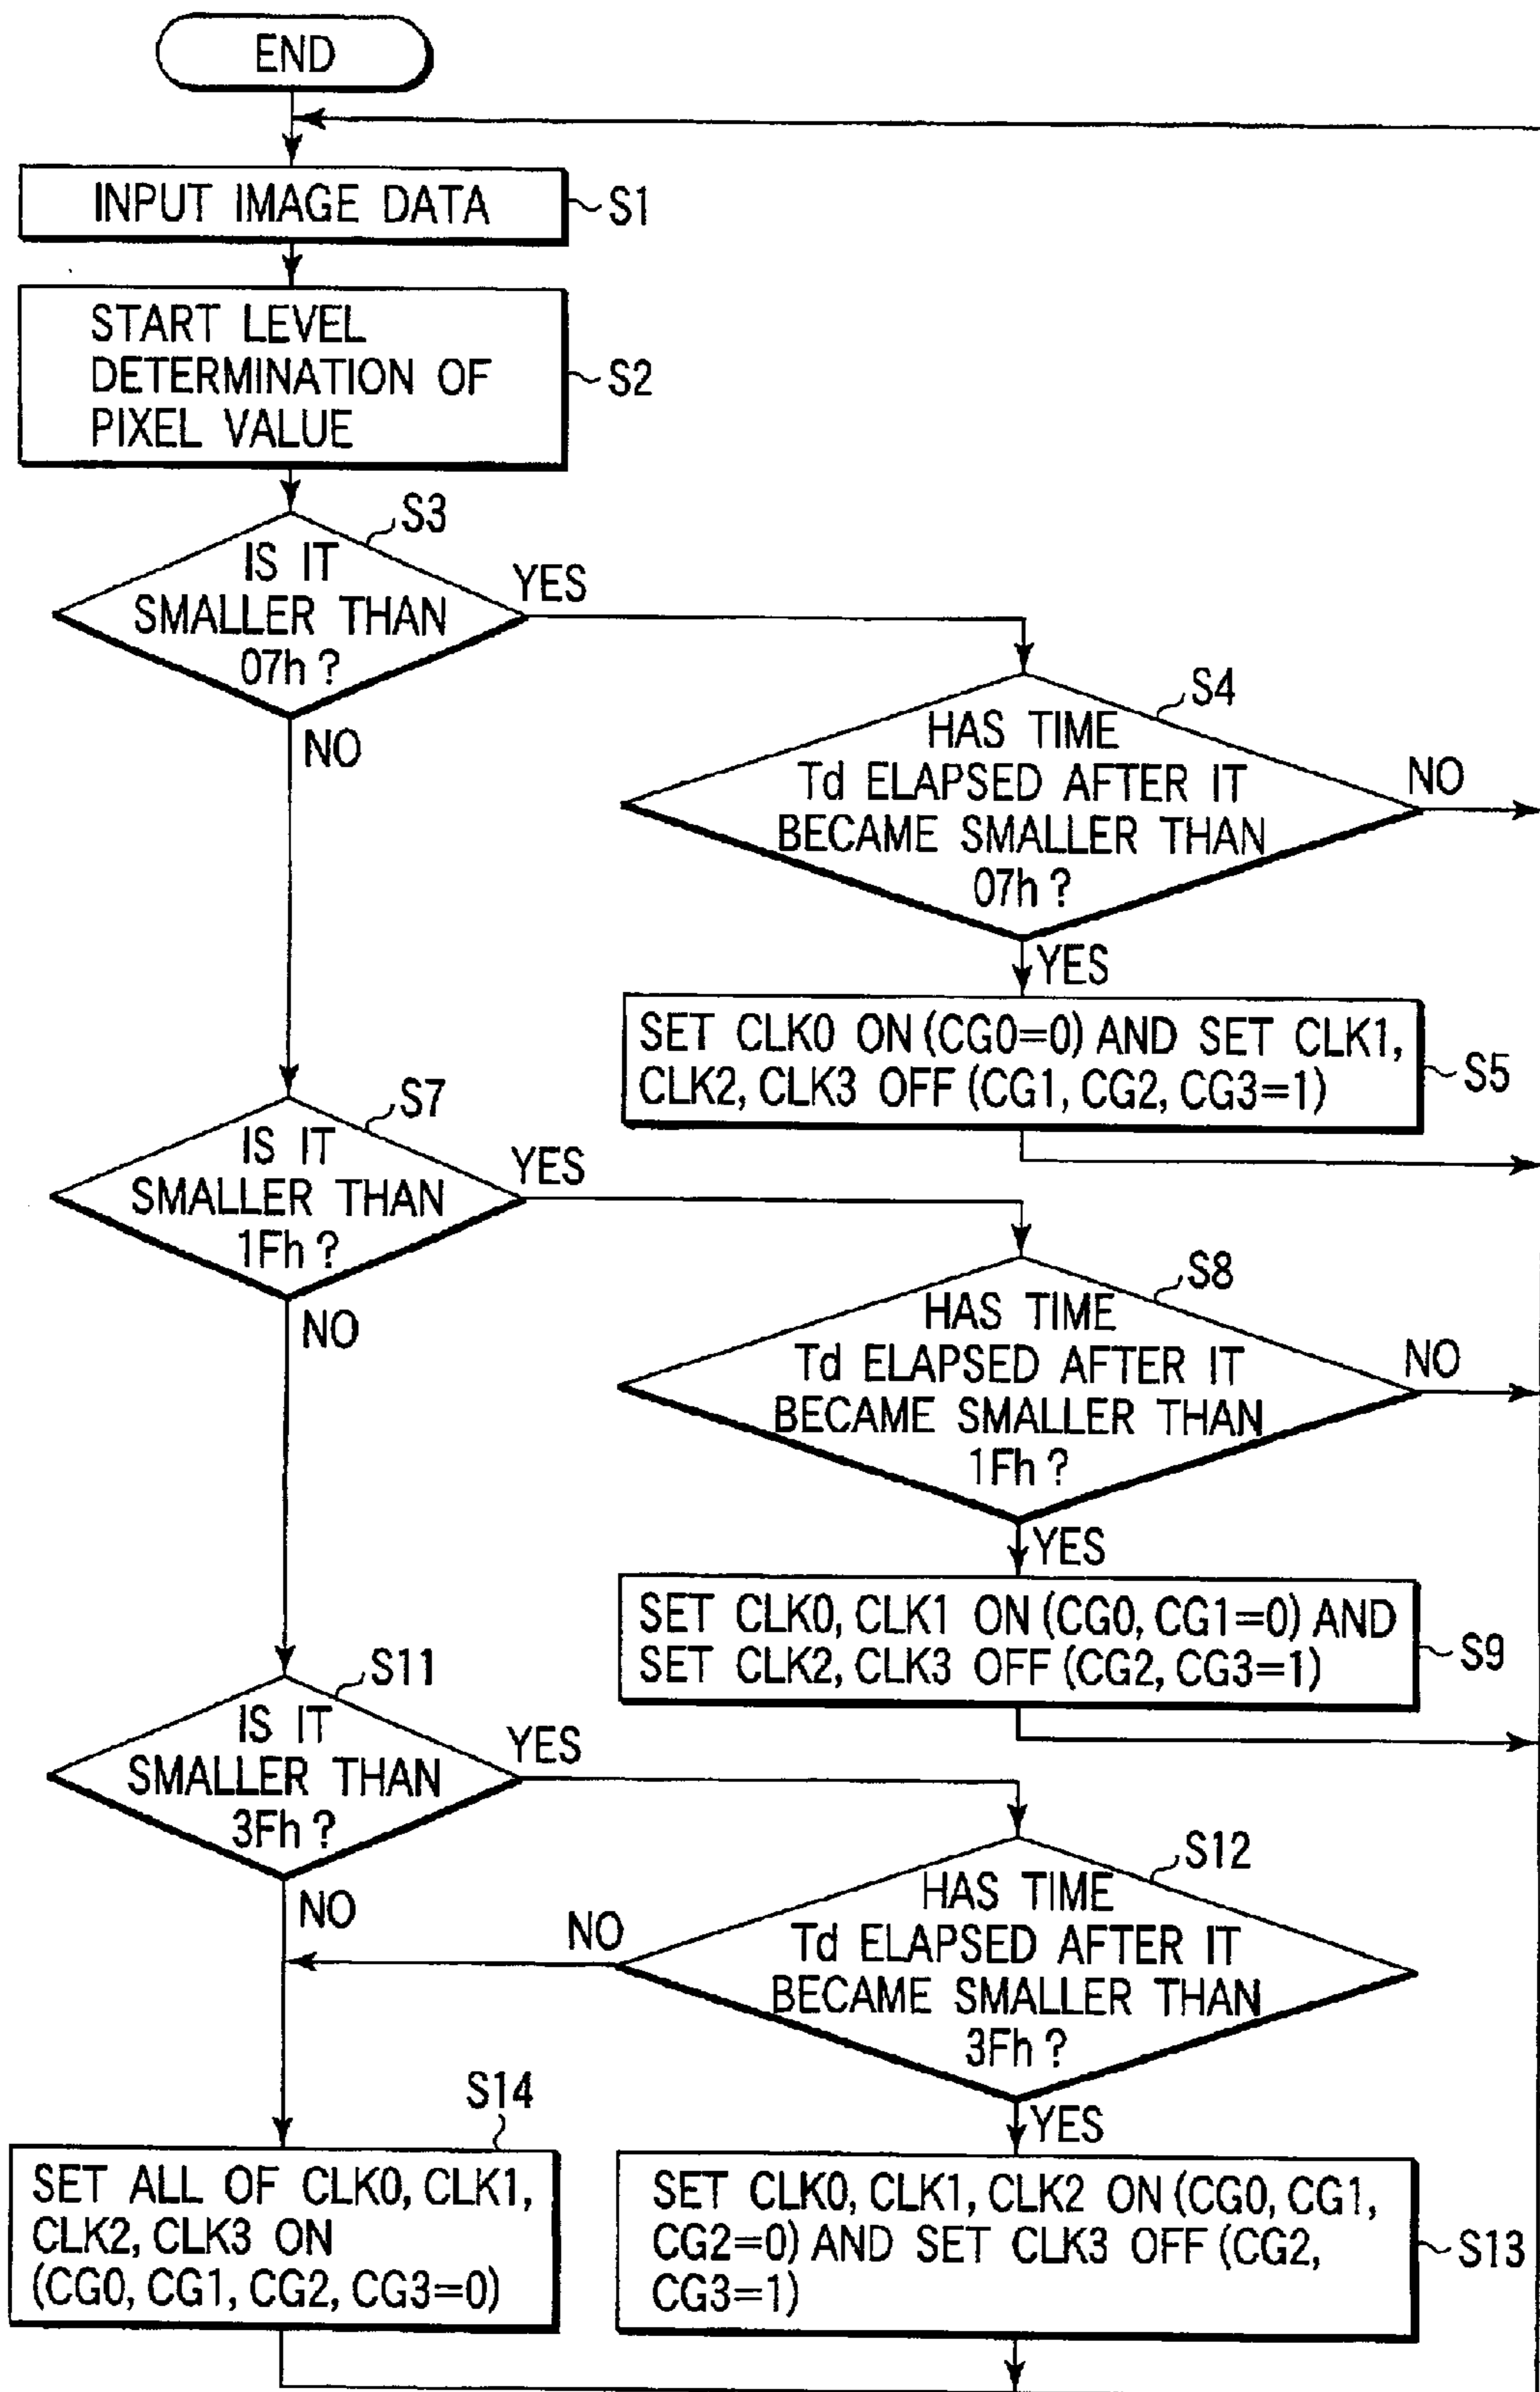 END
INPUT IMAGE DATA
S1
START LEVEL
DETERMINATION OF
PIXEL VALUE
S2
S3
IS IT
SMALLER THAN
07h ?
YES
NO
S4
HAS TIME
Td ELAPSED AFTER IT
BECAME SMALLER THAN
07h ?
NO
YES
SET CLK0 ON (CG0=0) AND SET CLK1,
CLK2, CLK3 OFF (CG1, CG2, CG3=1)
S5
S7
IS IT
SMALLER THAN
1Fh ?
YES
NO
S8
HAS TIME
Td ELAPSED AFTER IT
BECAME SMALLER THAN
1Fh ?
NO
YES
SET CLK0, CLK1 ON (CG0, CG1=0) AND
SET CLK2, CLK3 OFF (CG2, CG3=1)
S9
S11
IS IT
SMALLER THAN
3Fh ?
YES
NO
S12
HAS TIME
Td ELAPSED AFTER IT
BECAME SMALLER THAN
3Fh ?
NO
YES
S14
SET ALL OF CLK0, CLK1,
CLK2, CLK3 ON
(CG0, CG1, CG2, CG3=0)
SET CLK0, CLK1, CLK2 ON (CG0, CG1,
CG2=0) AND SET CLK3 OFF (CG2,
CG3=1)
S13